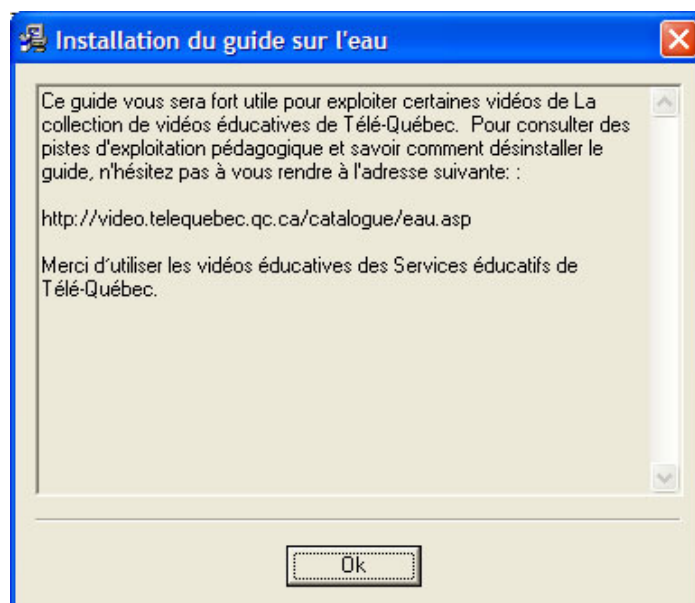 Installation du guide sur l'eau
Ce guide vous sera fort utile pour exploiter certaines vidéos de La
collection de vidéos éducatives de Télé-Québec.  Pour consulter des
pistes d'exploitation pédagogique et savoir comment désinstaller le
guide, n'hésitez pas à vous rendre à l'adresse suivante: :
http://video.telequebec.qc.ca/catalogue/eau.asp
Merci d´utiliser les vidéos éducatives des Services éducatifs de
Télé-Québec.
Ok